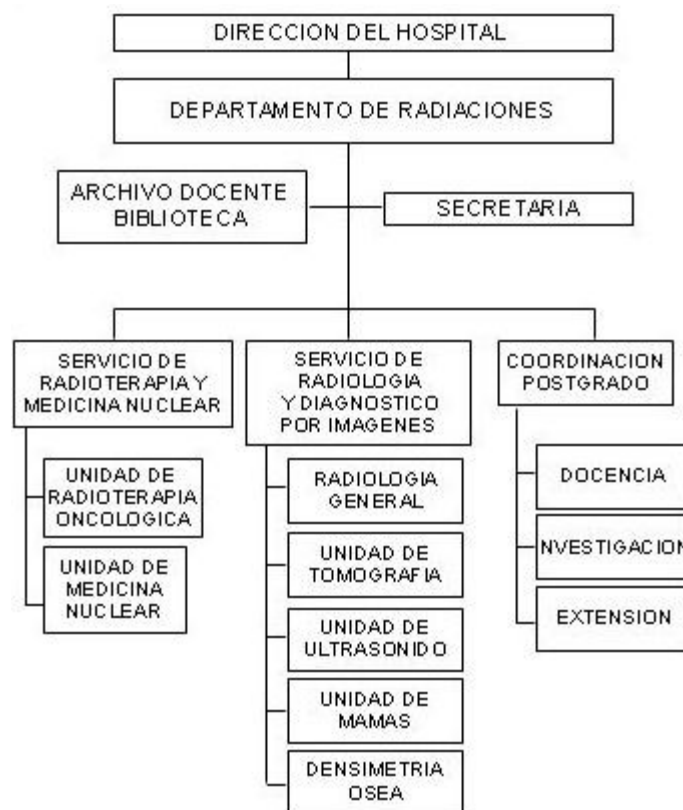 DIRECCION DEL HOSPITAL
DEPARTAMENTO DE RADIACIONES
ARCHIVO DOCENTE
BIBLIOTECA
SECRETARIA
SERVICIO DE
RADIOTERAPIA Y
MEDICINA NUCLEAR
UNIDAD DE
RADIOTERAPIA
ONCOLOGICA
UNIDAD DE
MEDICINA
NUCLEAR
SERVICIO DE
RADIOLOGIA
Y DIAGNOSTICO
POR IMAGENES
RADIOLOGIA
GENERAL
UNIDAD DE
TOMOGRAFIA
UNIDAD DE
ULTRASONIDO
UNIDAD DE
MAMAS
DENSIMETRIA
OSEA
COORDINACION
POSTGRADO
DOCENCIA
NVESTIGACION
EXTENSION